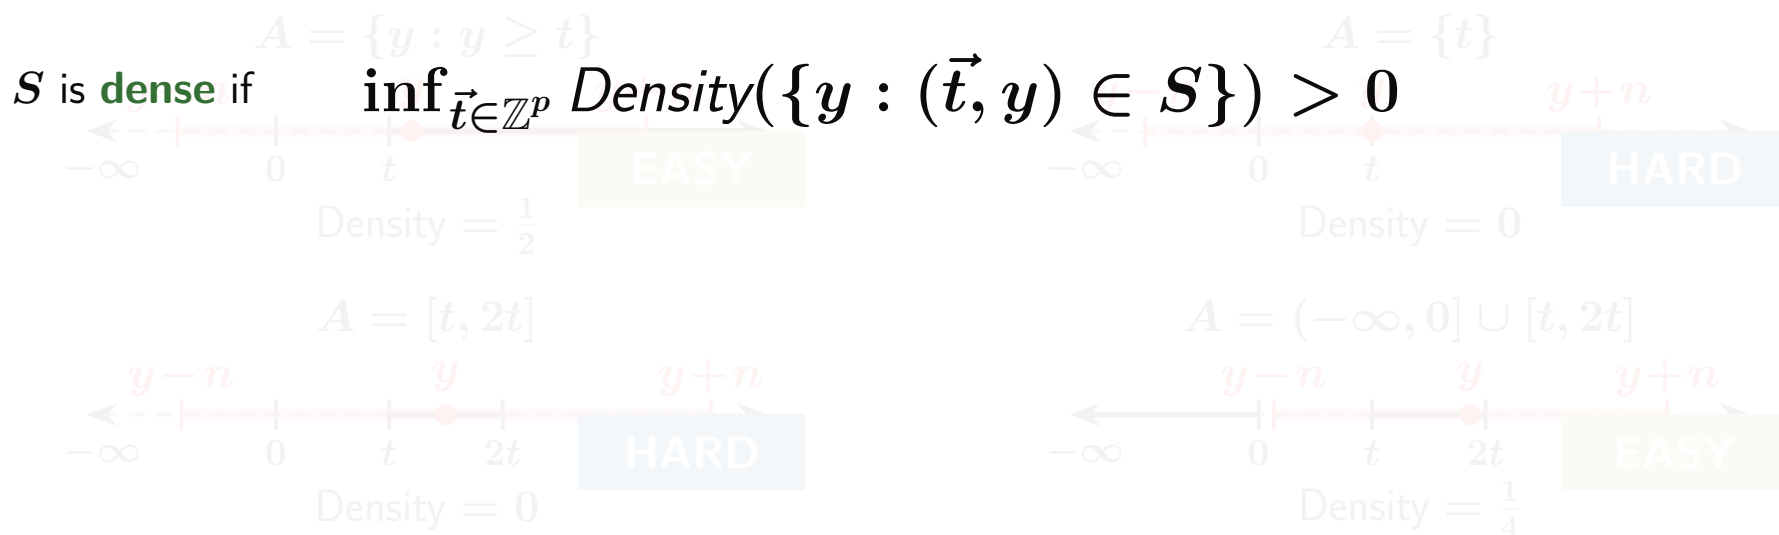 A = {y : y ≥ t}
A = {t}
S is dense if inf_{t⃗∈ℤ^p} Density({y : (t⃗, y) ∈ S}) > 0
y+n
−∞ 0 t EASY
−∞ t HARD
0
Density = 1/2
Density = 0
A = [t, 2t]
A = (−∞, 0] ∪ [t, 2t]
y−n y y+n
y−n y y+n
−∞ 0 t 2t HARD
−∞ 0 t 2t EASY
Density = 0
Density = 1/4